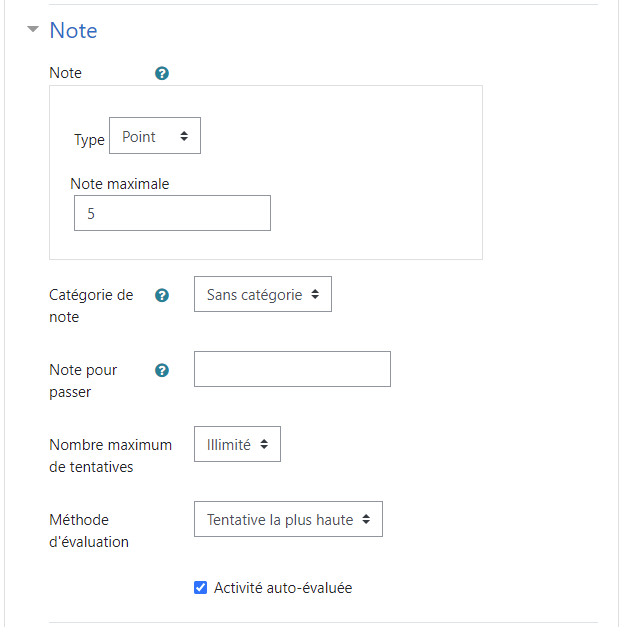 Note
Note ?
Type Point
Note maximale
5
Catégorie de ? Sans catégorie
note
Note pour ?
passer
Nombre maximum Illimité
de tentatives
Méthode Tentative la plus haute
d'évaluation
Activité auto-évaluée